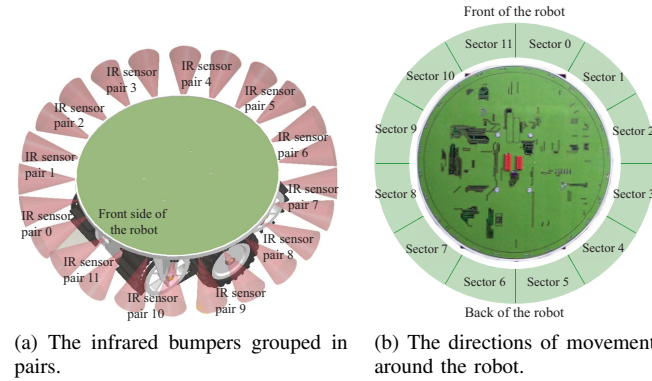 IR sensor
pair 3
IR sensor
pair 4
IR sensor
pair 2
IR sensor
pair 5
IR sensor
pair 1
IR sensor
pair 6
IR sensor
pair 0
IR sensor
pair 7
Front side of
the robot
IR sensor
pair 11
IR sensor
pair 8
IR sensor
pair 10
IR sensor
pair 9
(a) The infrared bumpers grouped in
pairs.
Front of the robot
Sector 11
Sector 0
Sector 10
Sector 1
Sector 9
Sector 2
Sector 8
Sector 3
Sector 7
Sector 4
Sector 6
Sector 5
Back of the robot
(b) The directions of movement
around the robot.